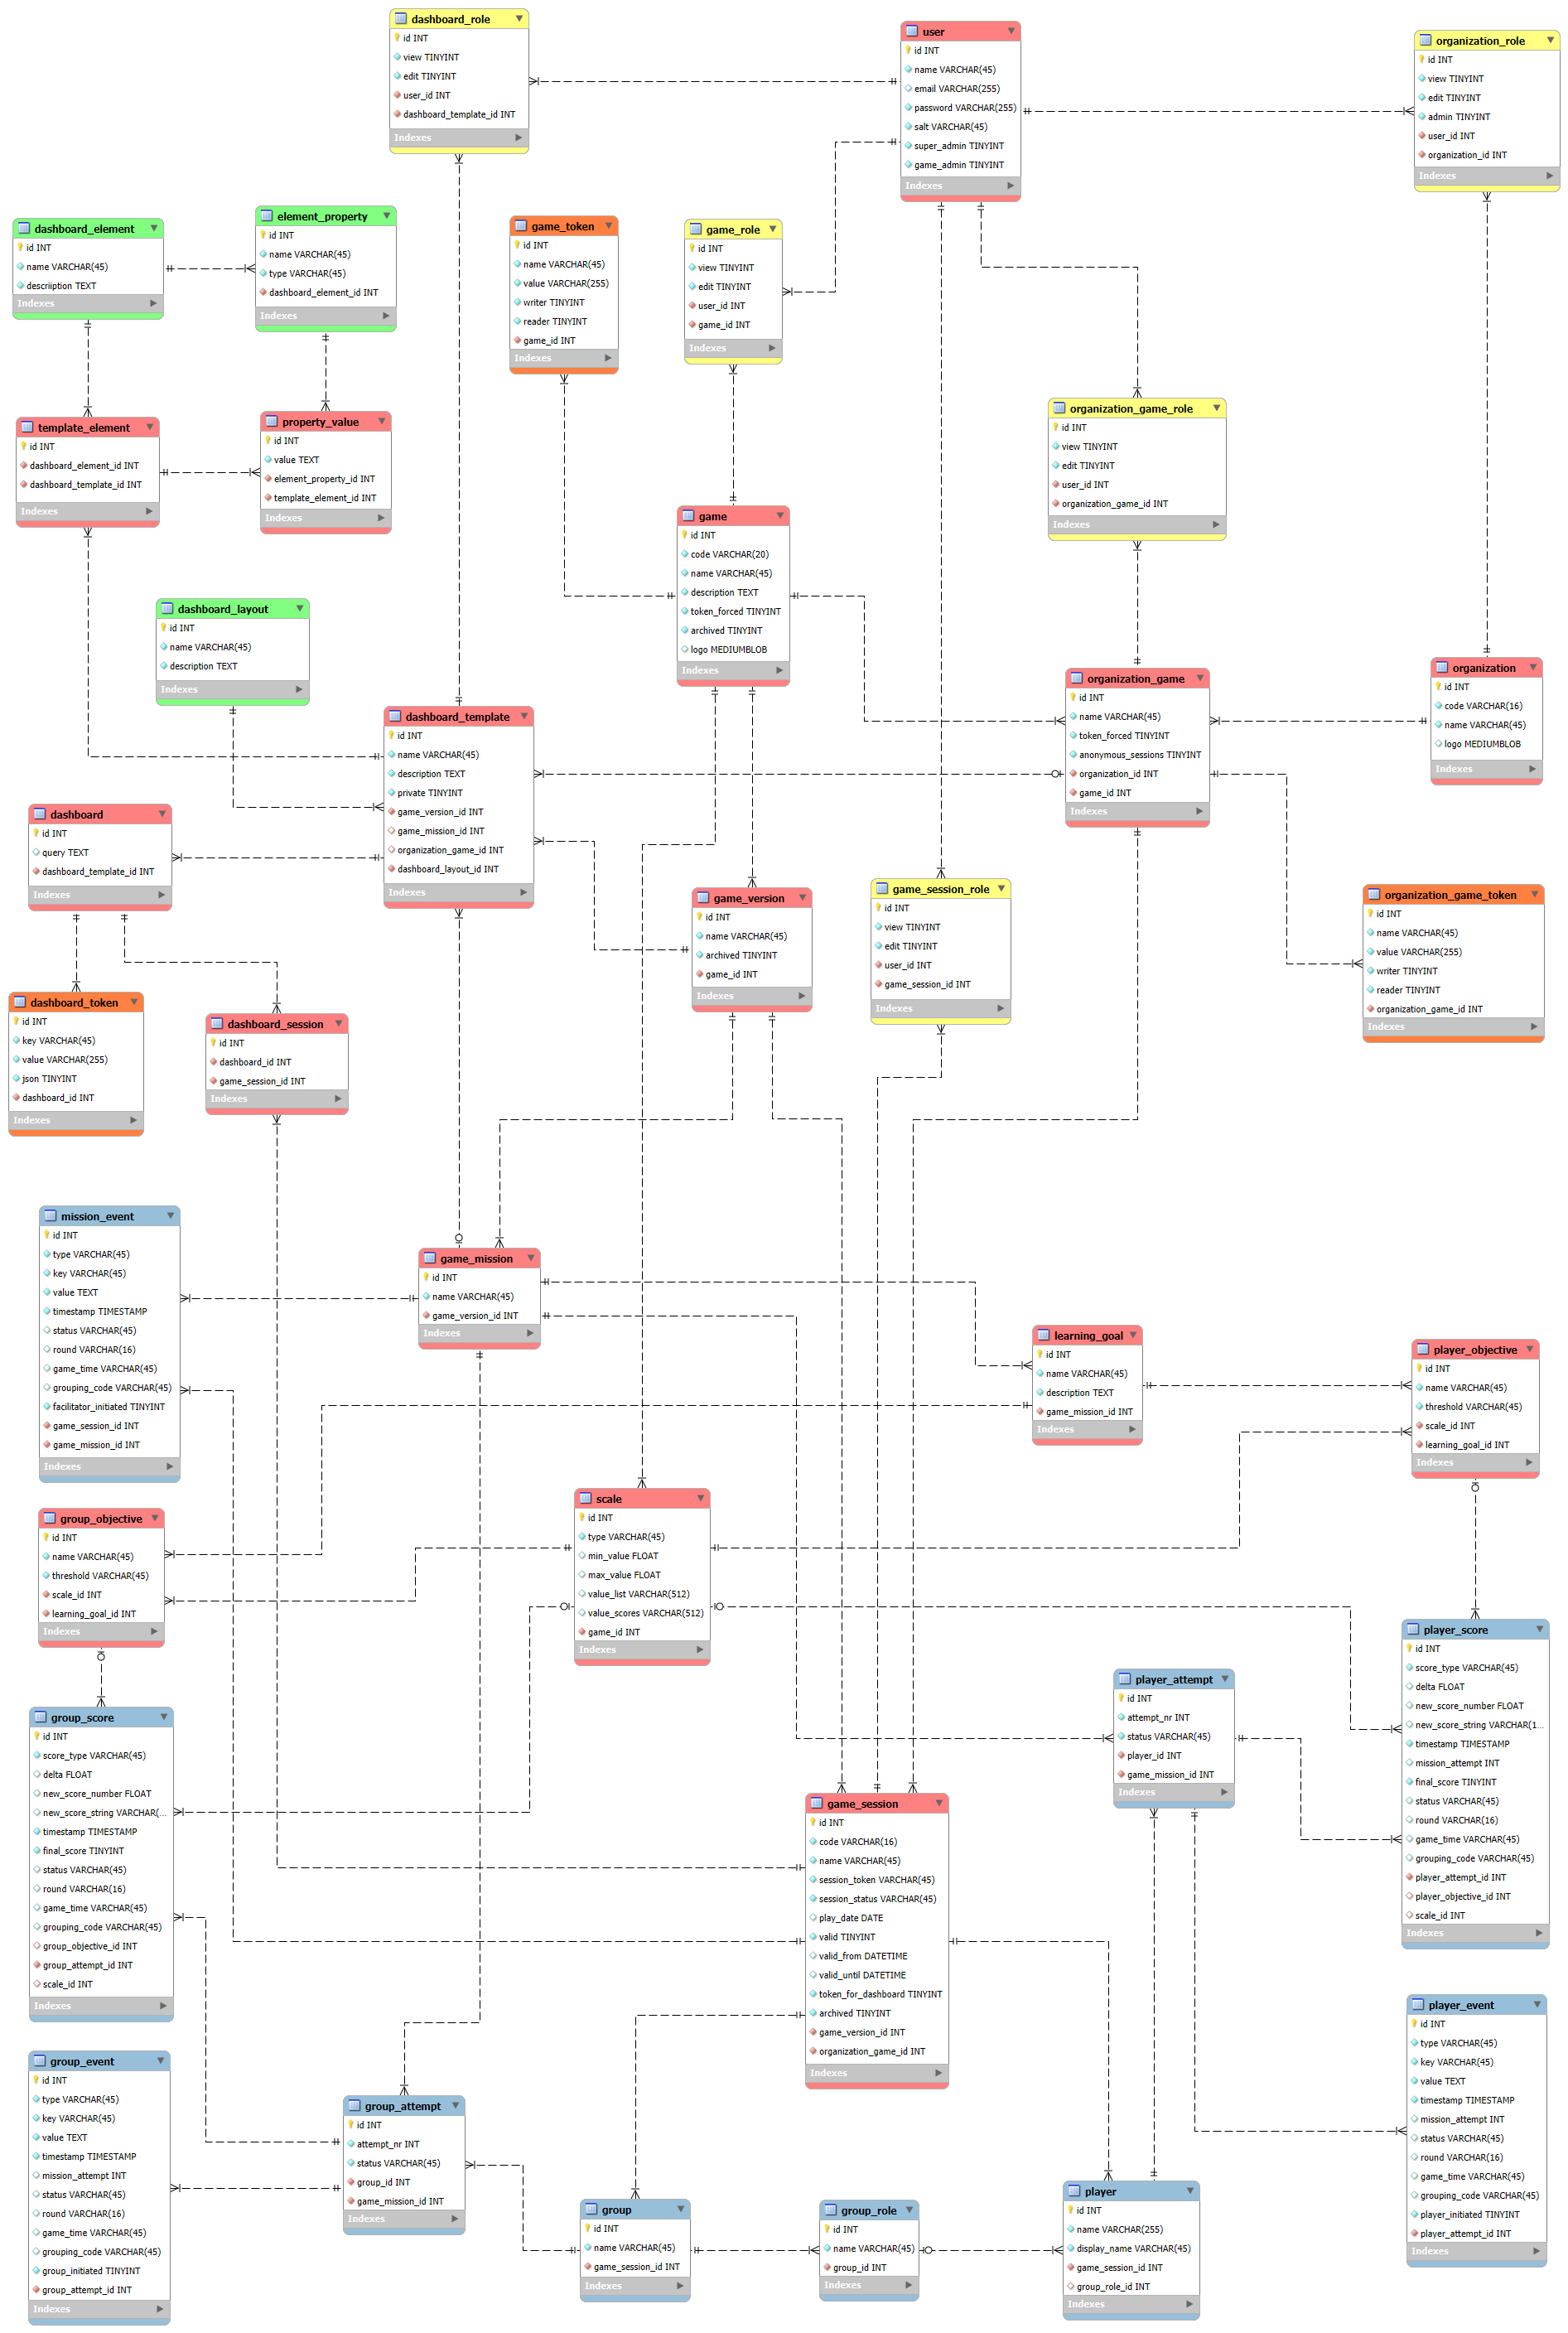 dashboard_role
id INT
view TINYINT
edit TINYINT
user_id INT
dashboard_template_id INT
Indexes
user
id INT
name VARCHAR(45)
email VARCHAR(255)
password VARCHAR(255)
salt VARCHAR(45)
super_admin TINYINT
game_admin TINYINT
Indexes
organization_role
id INT
view TINYINT
edit TINYINT
admin TINYINT
user_id INT
organization_id INT
Indexes
dashboard_element
id INT
name VARCHAR(45)
descriiption TEXT
Indexes
element_property
id INT
name VARCHAR(45)
type VARCHAR(45)
dashboard_element_id INT
Indexes
game_token
id INT
name VARCHAR(45)
value VARCHAR(255)
writer TINYINT
reader TINYINT
game_id INT
Indexes
game_role
id INT
view TINYINT
edit TINYINT
user_id INT
game_id INT
Indexes
template_element
id INT
dashboard_element_id INT
dashboard_template_id INT
Indexes
property_value
id INT
value TEXT
element_property_id INT
template_element_id INT
Indexes
organization_game_role
id INT
view TINYINT
edit TINYINT
user_id INT
organization_game_id INT
Indexes
game
id INT
code VARCHAR(20)
name VARCHAR(45)
description TEXT
token_forced TINYINT
archived TINYINT
logo MEDIUMBLOB
Indexes
dashboard_layout
id INT
name VARCHAR(45)
description TEXT
Indexes
organization_game
id INT
name VARCHAR(45)
token_forced TINYINT
anonymous_sessions TINYINT
organization_id INT
game_id INT
Indexes
organization
id INT
code VARCHAR(16)
name VARCHAR(45)
logo MEDIUMBLOB
Indexes
dashboard_template
id INT
name VARCHAR(45)
description TEXT
private TINYINT
game_version_id INT
game_mission_id INT
organization_game_id INT
dashboard_layout_id INT
Indexes
dashboard
id INT
query TEXT
dashboard_template_id INT
Indexes
game_version
id INT
name VARCHAR(45)
archived TINYINT
game_id INT
Indexes
game_session_role
id INT
view TINYINT
edit TINYINT
user_id INT
game_session_id INT
Indexes
organization_game_token
id INT
name VARCHAR(45)
value VARCHAR(255)
writer TINYINT
reader TINYINT
organization_game_id INT
Indexes
dashboard_token
id INT
key VARCHAR(45)
value VARCHAR(255)
json TINYINT
dashboard_id INT
Indexes
dashboard_session
id INT
dashboard_id INT
game_session_id INT
Indexes
mission_event
id INT
type VARCHAR(45)
key VARCHAR(45)
value TEXT
timestamp TIMESTAMP
status VARCHAR(45)
round VARCHAR(16)
game_time VARCHAR(45)
grouping_code VARCHAR(45)
facilitator_initiated TINYINT
game_session_id INT
game_mission_id INT
Indexes
game_mission
id INT
name VARCHAR(45)
game_version_id INT
Indexes
learning_goal
id INT
name VARCHAR(45)
description TEXT
game_mission_id INT
Indexes
player_objective
id INT
name VARCHAR(45)
threshold VARCHAR(45)
scale_id INT
learning_goal_id INT
Indexes
group_objective
id INT
name VARCHAR(45)
threshold VARCHAR(45)
scale_id INT
learning_goal_id INT
Indexes
scale
id INT
type VARCHAR(45)
min_value FLOAT
max_value FLOAT
value_list VARCHAR(512)
value_scores VARCHAR(512)
game_id INT
Indexes
player_score
id INT
score_type VARCHAR(45)
delta FLOAT
new_score_number FLOAT
new_score_string VARCHAR(1...
timestamp TIMESTAMP
mission_attempt INT
final_score TINYINT
status VARCHAR(45)
round VARCHAR(16)
game_time VARCHAR(45)
grouping_code VARCHAR(45)
player_attempt_id INT
player_objective_id INT
scale_id INT
Indexes
player_attempt
id INT
attempt_nr INT
status VARCHAR(45)
player_id INT
game_mission_id INT
Indexes
group_score
id INT
score_type VARCHAR(45)
delta FLOAT
new_score_number FLOAT
new_score_string VARCHAR(...
timestamp TIMESTAMP
final_score TINYINT
status VARCHAR(45)
round VARCHAR(16)
game_time VARCHAR(45)
grouping_code VARCHAR(45)
group_objective_id INT
group_attempt_id INT
scale_id INT
Indexes
game_session
id INT
code VARCHAR(16)
name VARCHAR(45)
session_token VARCHAR(45)
session_status VARCHAR(45)
play_date DATE
valid TINYINT
valid_from DATETIME
valid_until DATETIME
token_for_dashboard TINYINT
archived TINYINT
game_version_id INT
organization_game_id INT
Indexes
player_event
id INT
type VARCHAR(45)
key VARCHAR(45)
value TEXT
timestamp TIMESTAMP
mission_attempt INT
status VARCHAR(45)
round VARCHAR(16)
game_time VARCHAR(45)
grouping_code VARCHAR(45)
player_initiated TINYINT
player_attempt_id INT
Indexes
group_event
id INT
type VARCHAR(45)
key VARCHAR(45)
value TEXT
timestamp TIMESTAMP
mission_attempt INT
status VARCHAR(45)
round VARCHAR(16)
game_time VARCHAR(45)
grouping_code VARCHAR(45)
group_initiated TINYINT
group_attempt_id INT
Indexes
group_attempt
id INT
attempt_nr INT
status VARCHAR(45)
group_id INT
game_mission_id INT
Indexes
group
id INT
name VARCHAR(45)
game_session_id INT
Indexes
group_role
id INT
name VARCHAR(45)
group_id INT
Indexes
player
id INT
name VARCHAR(255)
display_name VARCHAR(45)
game_session_id INT
group_role_id INT
Indexes